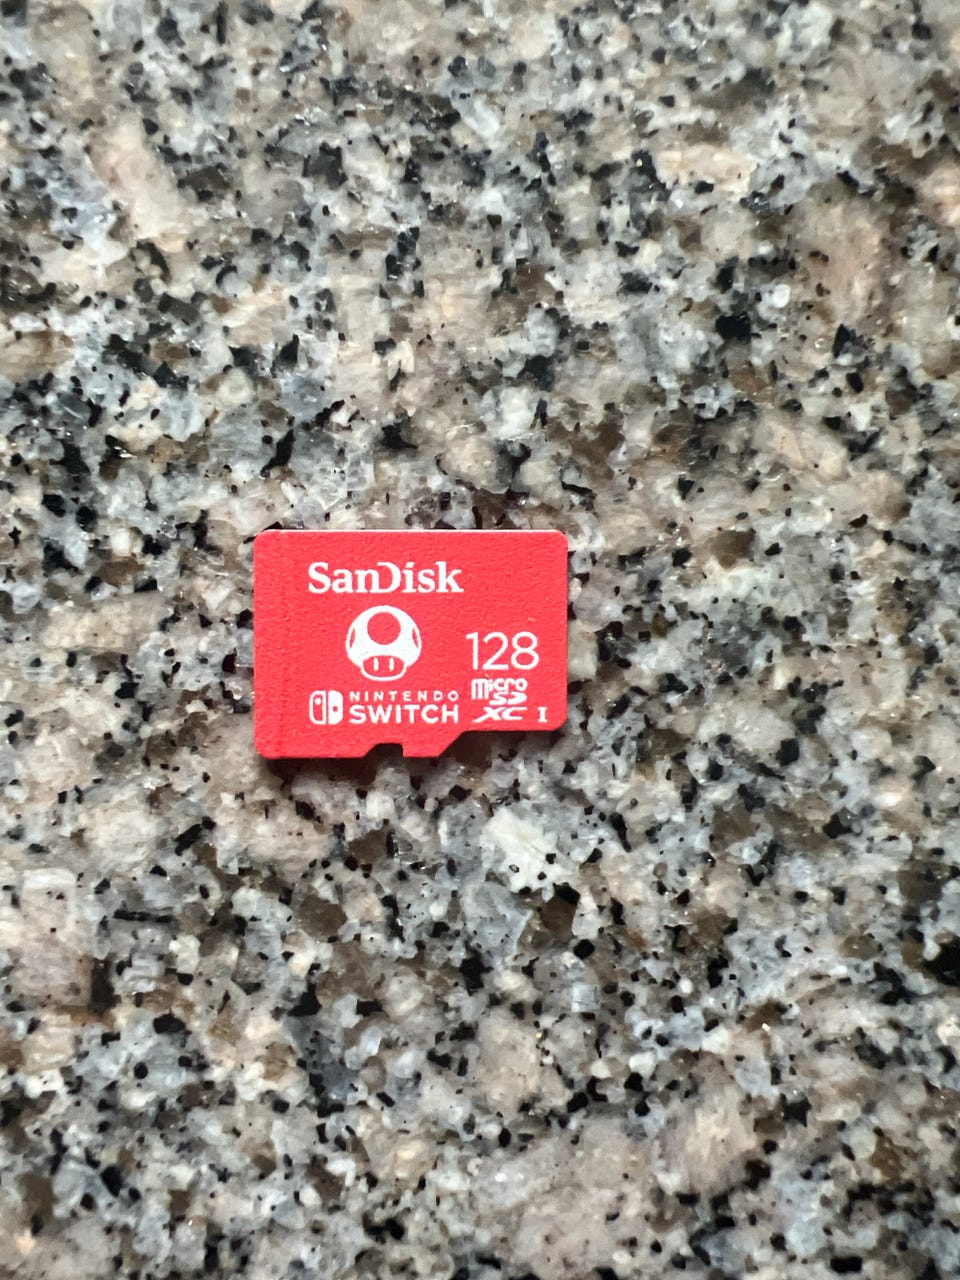 SanDisk
128
NINTENDO
SWITCH
micro
SD
XC I